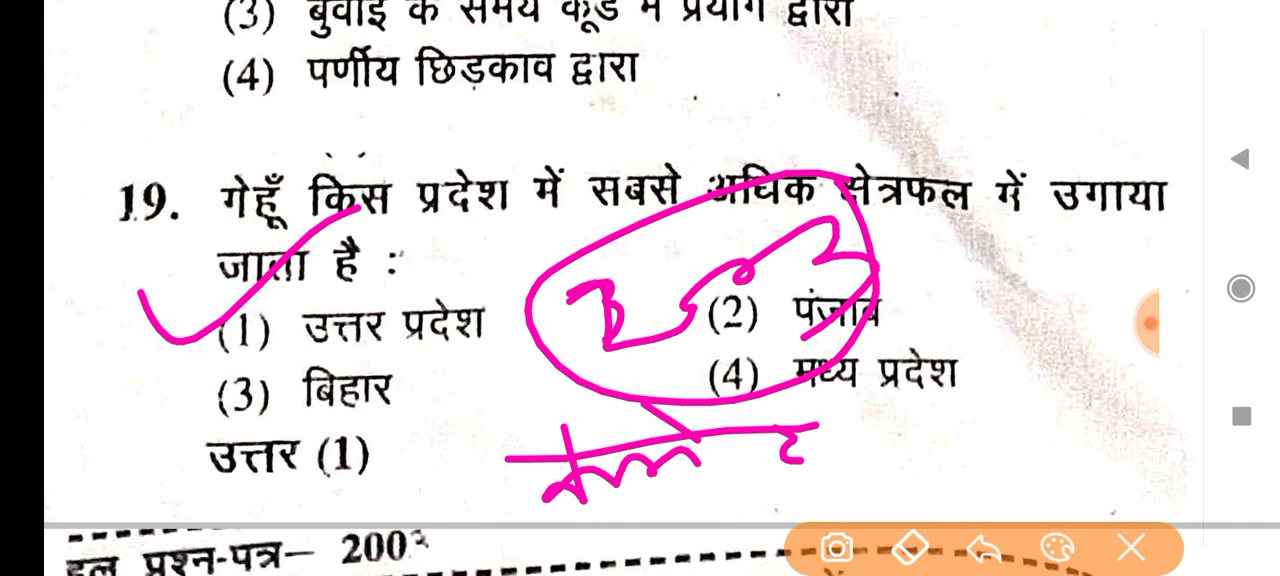 (3) बुवाई के समय कूंड में प्रयोग द्वारा
(4) पर्णीय छिड़काव द्वारा
19. गेहूँ किस प्रदेश में सबसे अधिक क्षेत्रफल में उगाया
जाता है :
(1) उत्तर प्रदेश (2) पंजाब
(3) बिहार (4) मध्य प्रदेश
उत्तर (1)
हल प्रश्न-पत्र– 200